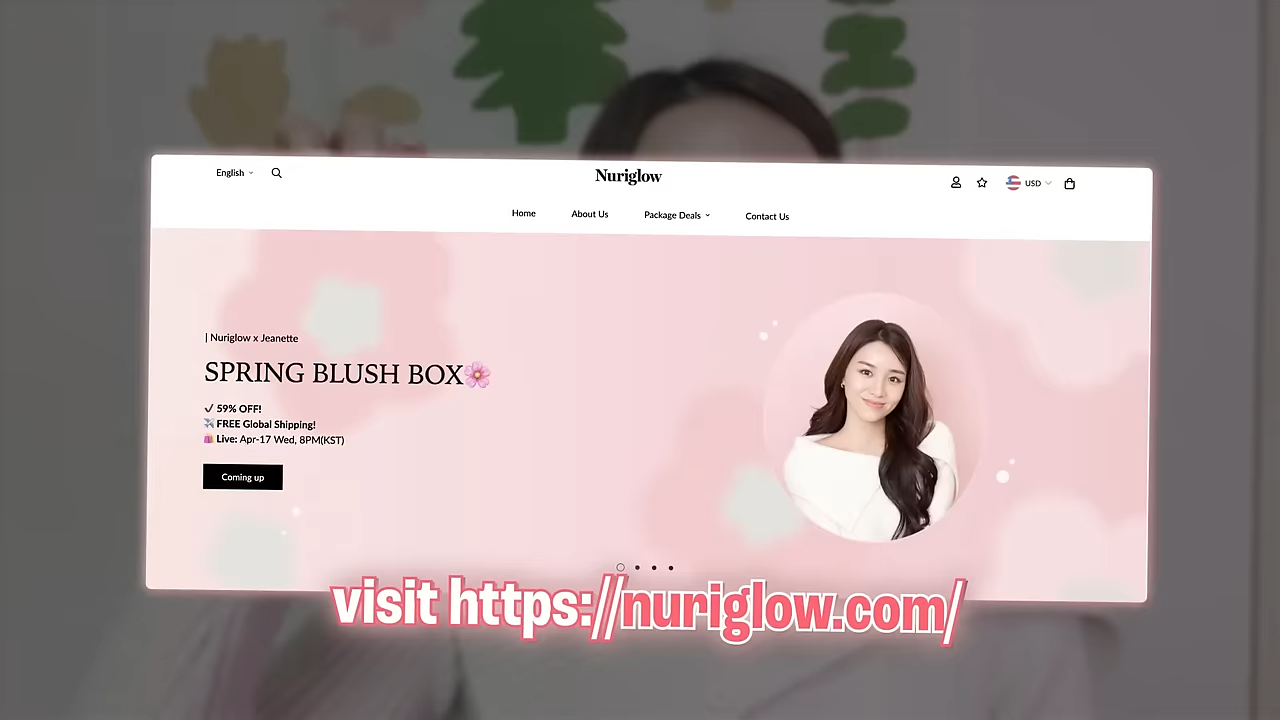 English
Nuriglow
USD
Home
About Us
Package Deals
Contact Us
| Nuriglow x Jeanette
SPRING BLUSH BOX🌸
✓ 59% OFF!
✈️ FREE Global Shipping!
🛍️ Live: Apr-17 Wed, 8PM(KST)
Coming up
visit https://nuriglow.com/